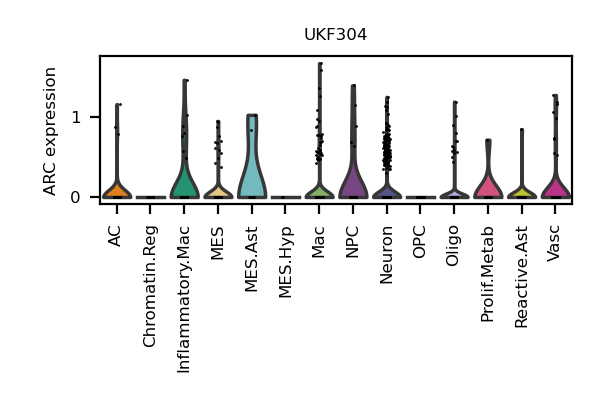 UKF304
ARC expression
1
0
AC
Chromatin.Reg
Inflammatory.Mac
MES
MES.Ast
MES.Hyp
Mac
NPC
Neuron
OPC
Oligo
Prolif.Metab
Reactive.Ast
Vasc